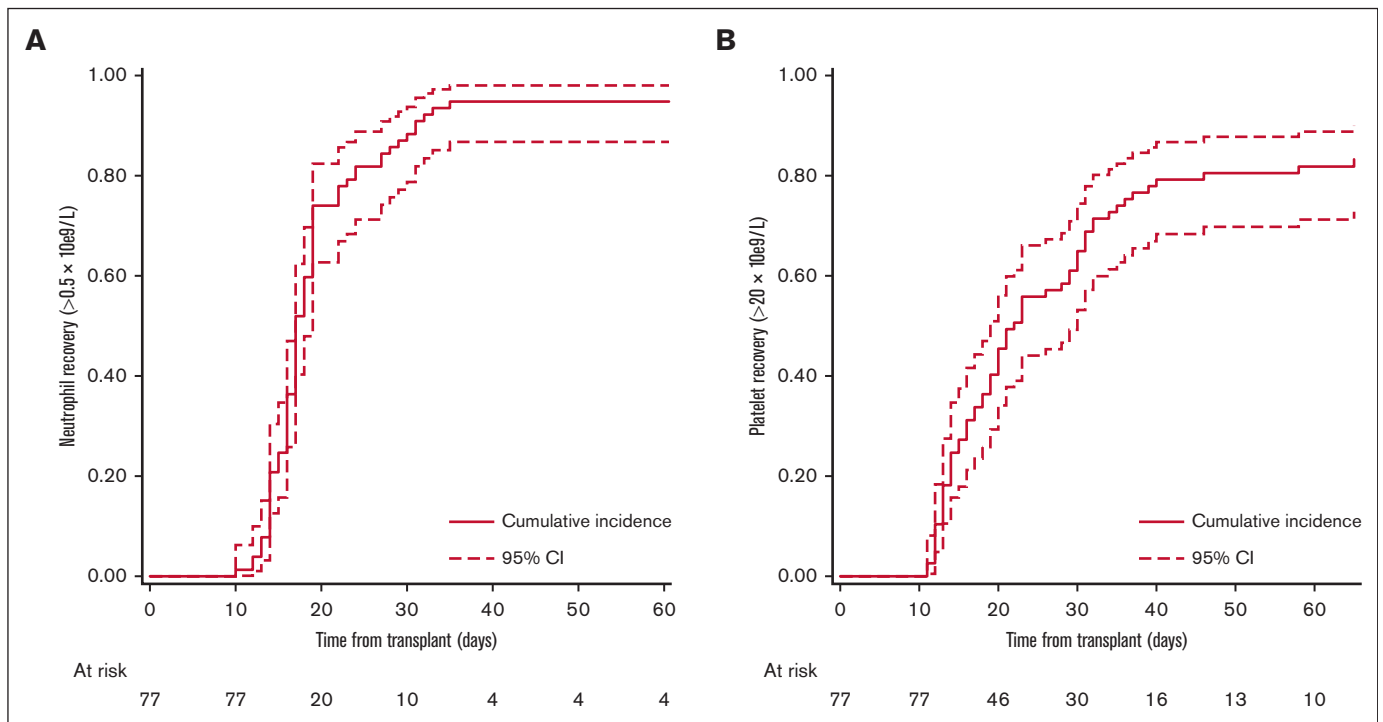 A
Neutrophil recovery (>0.5 × 10e9/L)
1.00
0.80
0.60
0.40
0.20
0.00
Cumulative incidence
95% CI
0 10 20 30 40 50 60
Time from transplant (days)
At risk
77 77 20 10 4 4 4
B
Platelet recovery (>20 × 10e9/L)
1.00
0.80
0.60
0.40
0.20
0.00
Cumulative incidence
95% CI
0 10 20 30 40 50 60
Time from transplant (days)
At risk
77 77 46 30 16 13 10